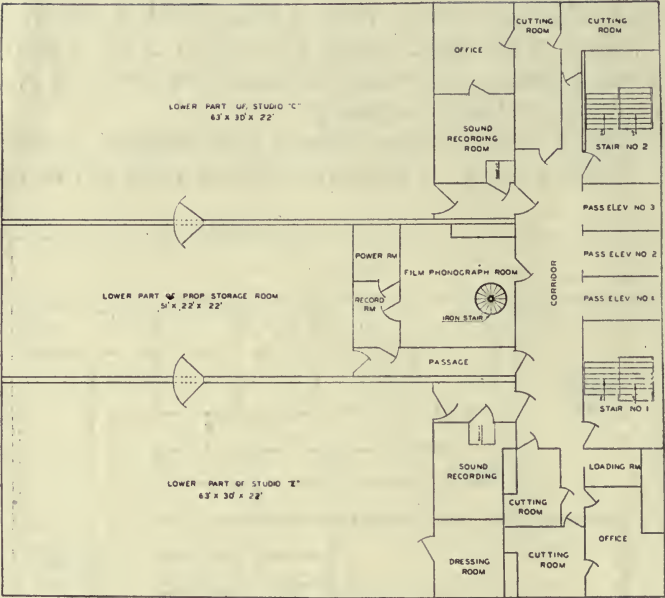 CUTTING
ROOM
CUTTING
ROOM
OFFICE
LOWER PART OF STUDIO "C"
63' X 30' X 22'
SOUND
RECORDING
ROOM
STAIR NO 2
PASS ELEV NO 3
POWER RM
FILM PHONOGRAPH ROOM
PASS ELEV NO 2
CORRIDOR
LOWER PART OF PROP STORAGE ROOM
51' X 22' X 22'
RECORD
RM
IRON STAIR
PASS ELEV NO 1
PASSAGE
STAIR NO 1
LOWER PART OF STUDIO "E"
63' X 30' X 22'
SOUND
RECORDING
LOADING RM
CUTTING
ROOM
OFFICE
DRESSING
ROOM
CUTTING
ROOM